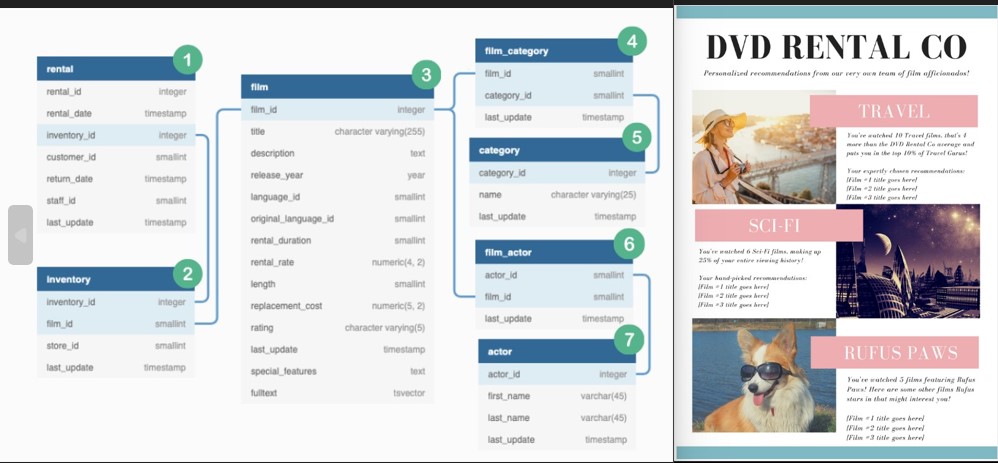 1
rental
rental_id integer
rental_date timestamp
inventory_id integer
customer_id smallint
return_date timestamp
staff_id smallint
last_update timestamp
2
inventory
inventory_id integer
film_id smallint
store_id smallint
last_update timestamp
3
film
film_id integer
title character varying(255)
description text
release_year year
language_id smallint
original_language_id smallint
rental_duration smallint
rental_rate numeric(4, 2)
length smallint
replacement_cost numeric(5, 2)
rating character varying(5)
last_update timestamp
special_features text
fulltext tsvector
4
film_category
film_id smallint
category_id smallint
last_update timestamp
5
category
category_id integer
name character varying(25)
last_update timestamp
6
film_actor
actor_id smallint
film_id smallint
last_update timestamp
7
actor
actor_id integer
first_name varchar(45)
last_name varchar(45)
last_update timestamp
DVD RENTAL CO
Personalized recommendations from our very own team of film officionados!
TRAVEL
You've watched 10 Travel films, that's 4
more than the DVD Rental Co average and
puts you in the top 10% of Travel Gurus!
Your expertly chosen recommendations:
[Film #1 title goes here]
[Film #2 title goes here]
[Film #3 title goes here]
SCI-FI
You've watched 6 Sci-Fi films, making up
25% of your entire viewing history!
Your hand-picked recommendations:
[Film #1 title goes here]
[Film #2 title goes here]
[Film #3 title goes here]
RUFUS PAWS
You've watched 5 films featuring Rufus
Paws! Here are some other films Rufus
stars in that might interest you!
[Film #1 title goes here]
[Film #2 title goes here]
[Film #3 title goes here]